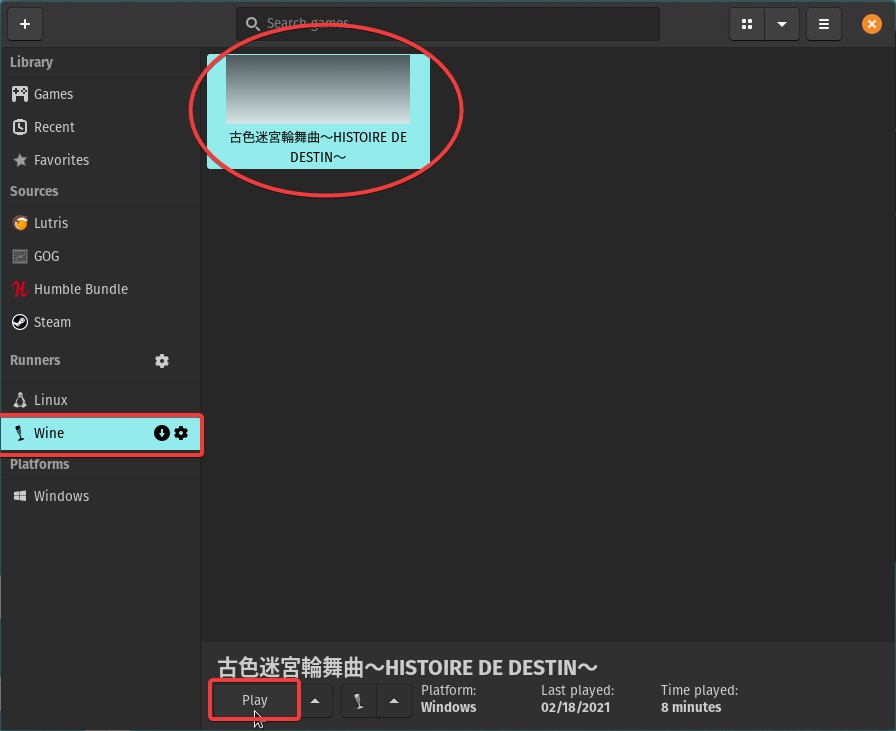 Search games
Library
Games
Recent
Favorites
Sources
Lutris
GOG
Humble Bundle
Steam
Runners
Linux
Wine
Platforms
Windows
古色迷宮輪舞曲〜HISTOIRE DE
DESTIN〜
古色迷宮輪舞曲〜HISTOIRE DE DESTIN〜
Play
Platform:
Windows
Last played:
02/18/2021
Time played:
8 minutes